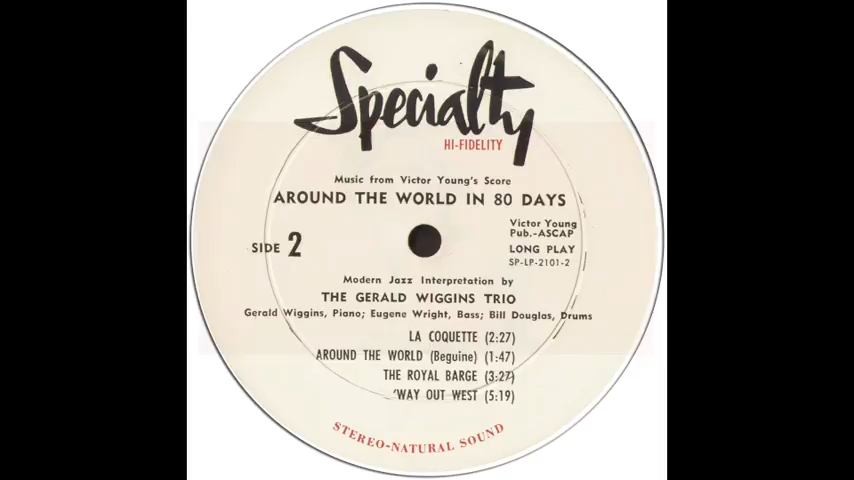 Specialty
HI-FIDELITY
Music from Victor Young's Score
AROUND THE WORLD IN 80 DAYS
Victor Young
Pub.-ASCAP
SIDE 2
LONG PLAY
SP-LP-2101-2
Modern Jazz Interpretation by
THE GERALD WIGGINS TRIO
Gerald Wiggins, Piano; Eugene Wright, Bass; Bill Douglas, Drums
LA COQUETTE (2:27)
AROUND THE WORLD (Beguine) (1:47)
THE ROYAL BARGE (3:27)
'WAY OUT WEST (5:19)
STEREO-NATURAL SOUND